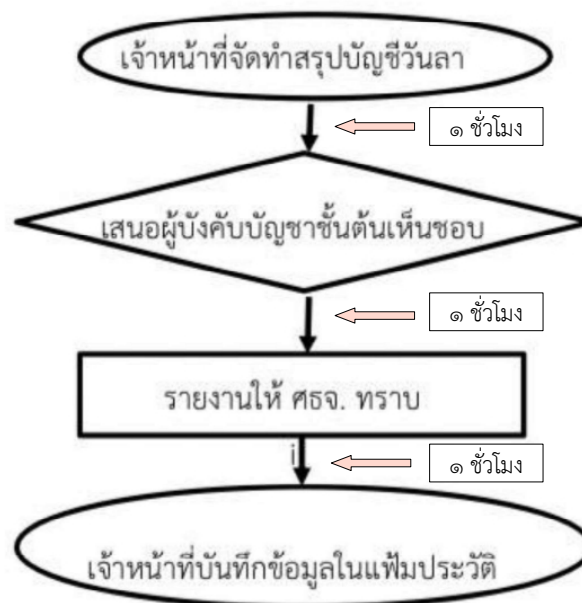 เจ้าหน้าที่จัดทำสรุปบัญชีวันลา
๑ ชั่วโมง
เสนอผู้บังคับบัญชาชั้นต้นเห็นชอบ
๑ ชั่วโมง
รายงานให้ ศธจ. ทราบ
i
๑ ชั่วโมง
เจ้าหน้าที่บันทึกข้อมูลในแฟ้มประวัติ